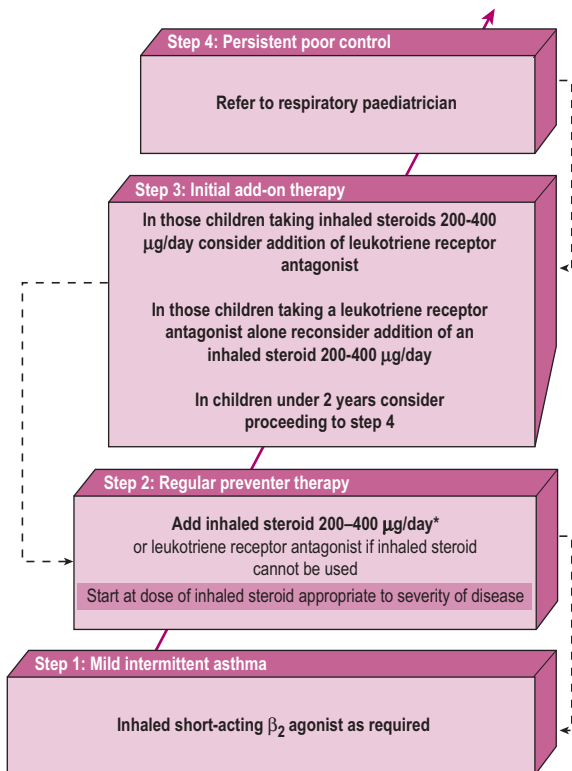 Step 4: Persistent poor control
Refer to respiratory paediatrician
Step 3: Initial add-on therapy
In those children taking inhaled steroids 200-400
μg/day consider addition of leukotriene receptor
antagonist
In those children taking a leukotriene receptor
antagonist alone reconsider addition of an
inhaled steroid 200-400 μg/day
In children under 2 years consider
proceeding to step 4
Step 2: Regular preventer therapy
Add inhaled steroid 200–400 μg/day*
or leukotriene receptor antagonist if inhaled steroid
cannot be used
Start at dose of inhaled steroid appropriate to severity of disease
Step 1: Mild intermittent asthma
Inhaled short-acting β₂ agonist as required